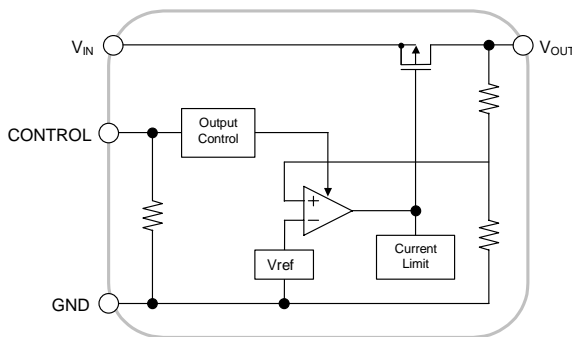 VIN
VOUT
CONTROL
Output
Control
+
−
Vref
Current
Limit
GND